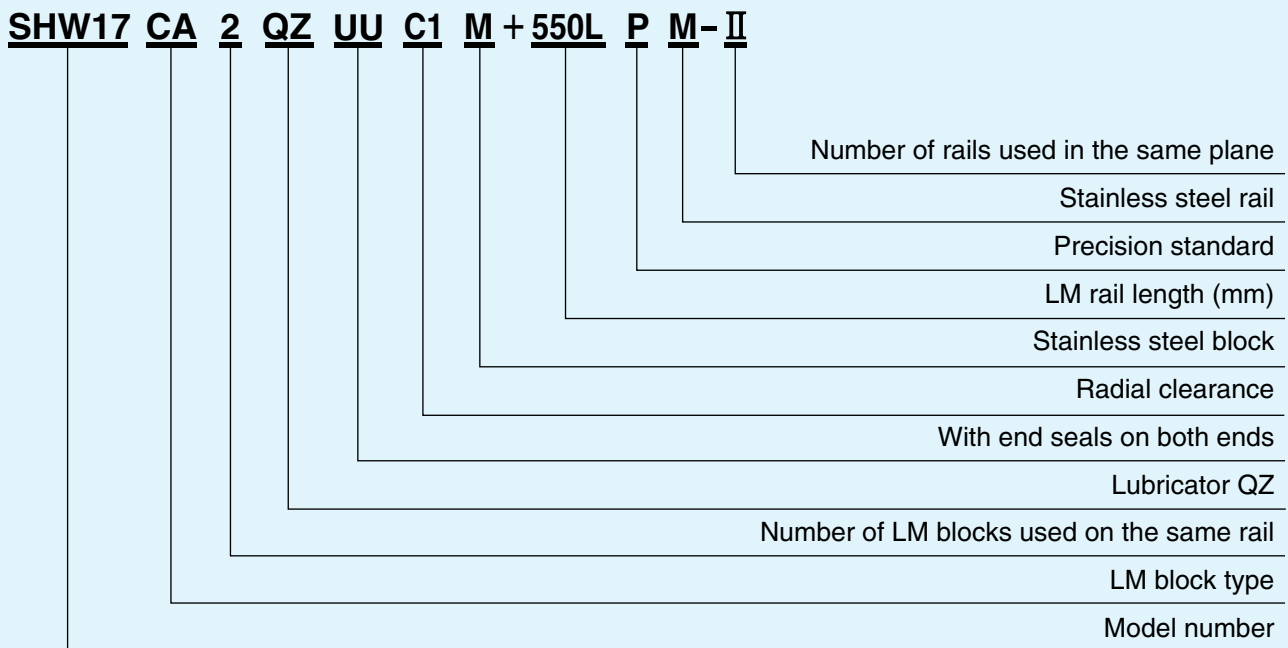 SHW17 CA 2 QZ UU C1 M + 550L P M - Ⅱ
Number of rails used in the same plane
Stainless steel rail
Precision standard
LM rail length (mm)
Stainless steel block
Radial clearance
With end seals on both ends
Lubricator QZ
Number of LM blocks used on the same rail
LM block type
Model number